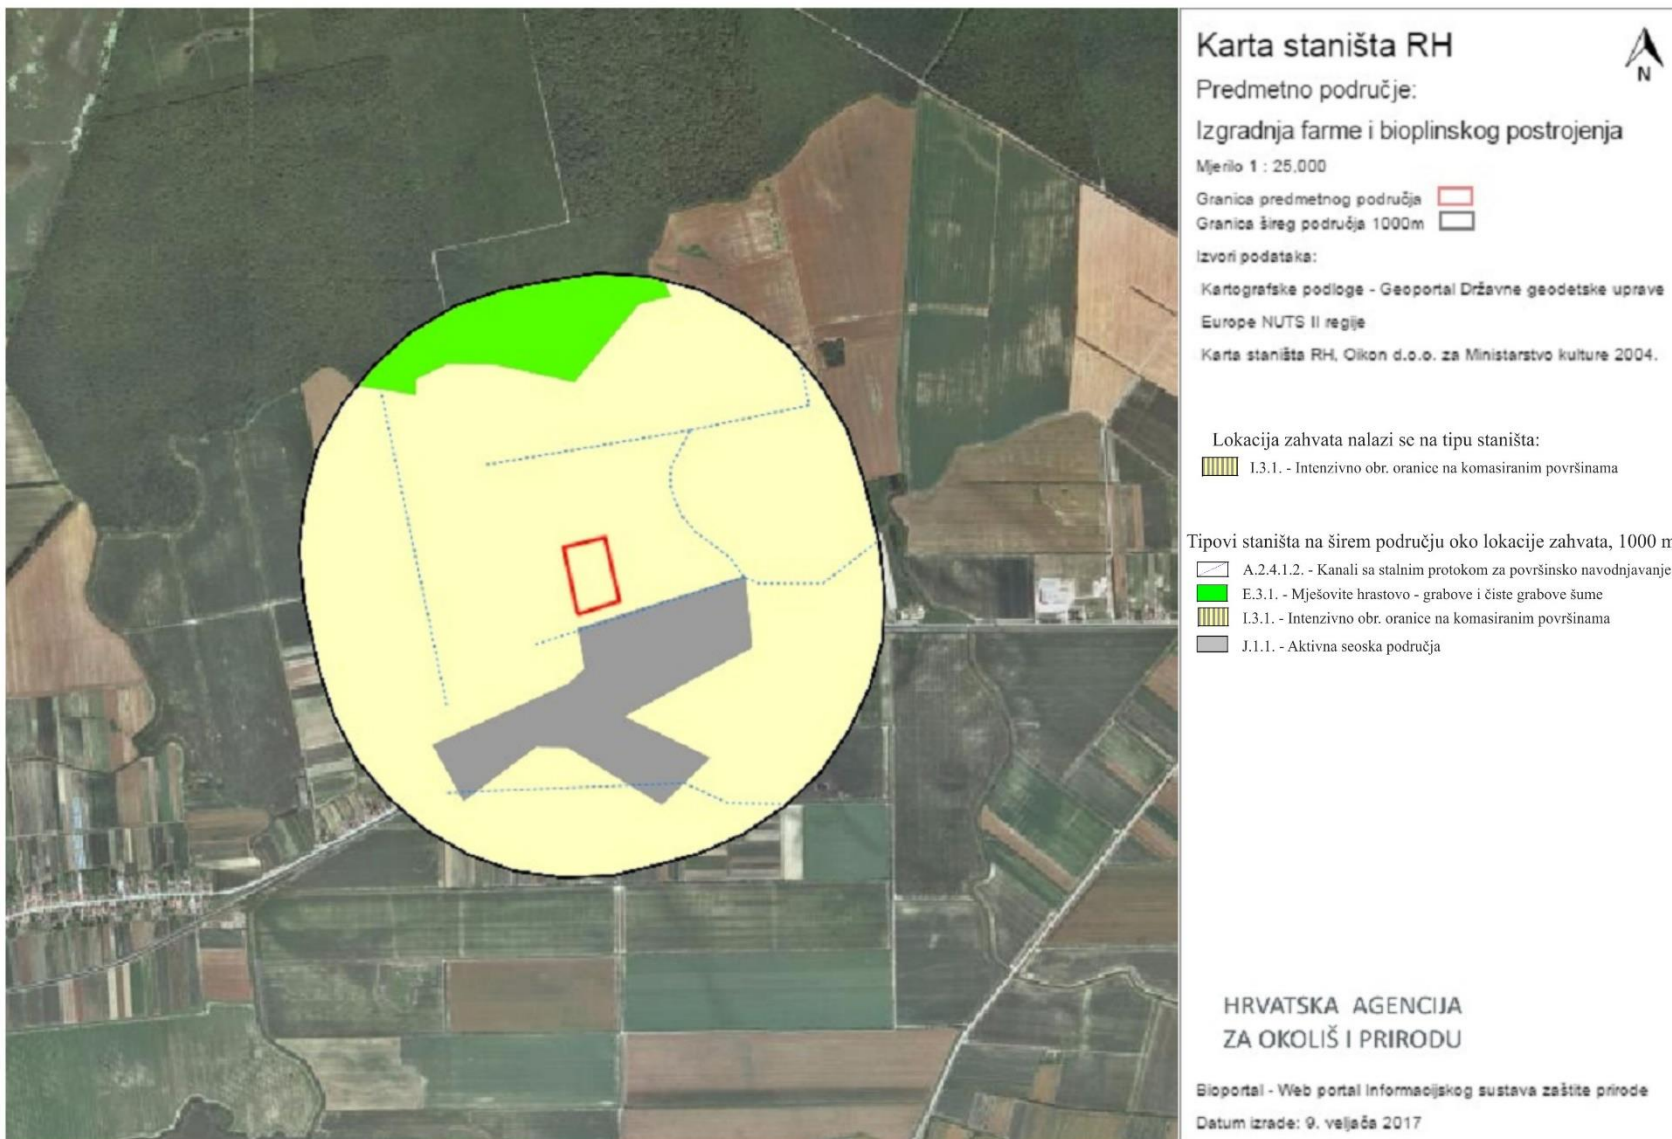 Karta staništa RH
N
Predmetno područje:
Izgradnja farme i bioplinskog postrojenja
Mjerilo 1 : 25.000
Granica predmetnog područja
Granica šireg područja 1000m
Izvori podataka:
Kartografske podloge - Geoportal Državne geodetske uprave
Europe NUTS II regije
Karta staništa RH, Oikon d.o.o. za Ministarstvo kulture 2004.
Lokacija zahvata nalazi se na tipu staništa:
I.3.1. - Intenzivno obr. oranice na komasiranim površinama
Tipovi staništa na širem području oko lokacije zahvata, 1000 m
A.2.4.1.2. - Kanali sa stalnim protokom za površinsko navodnjavanje
E.3.1. - Mješovite hrastovo - grabove i čiste grabove šume
I.3.1. - Intenzivno obr. oranice na komasiranim površinama
J.1.1. - Aktivna seoska područja
HRVATSKA AGENCIJA
ZA OKOLIŠ I PRIRODU
Bioportal - Web portal Informacijskog sustava zaštite prirode
Datum izrade: 9. veljača 2017